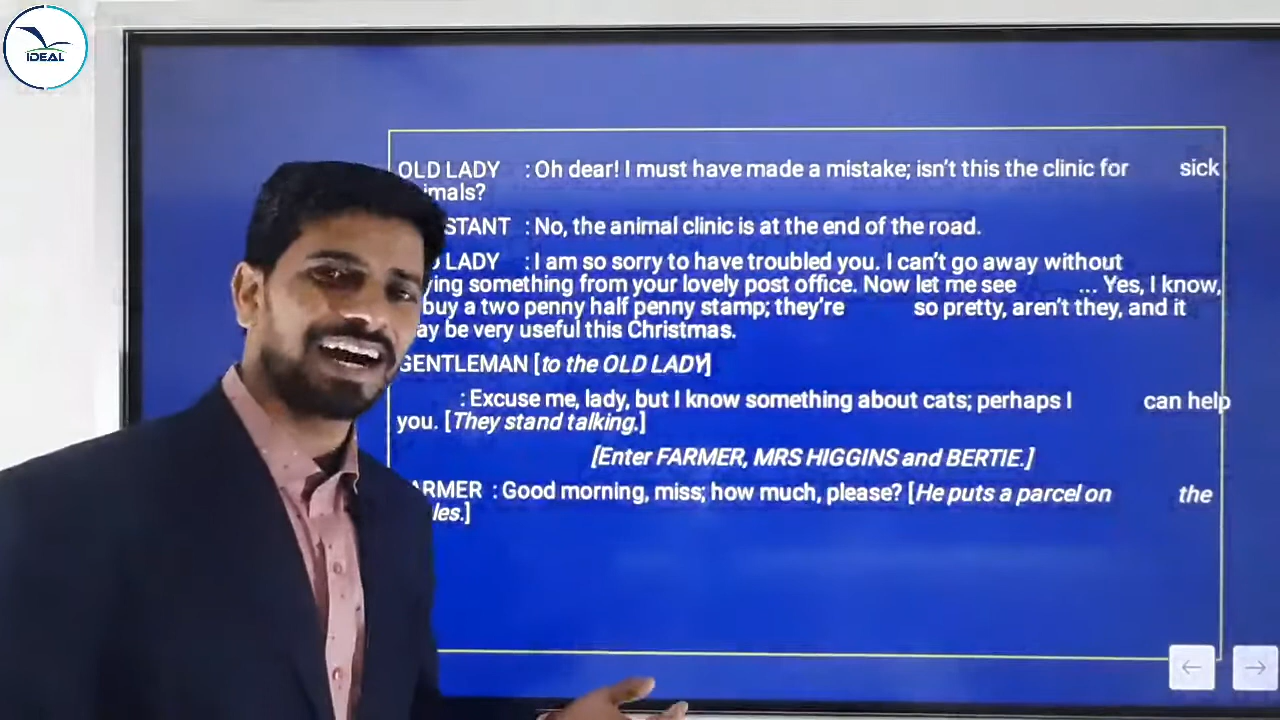 iDEAL
OLD LADY : Oh dear! I must have made a mistake; isn't this the clinic for sick
imals?
STANT : No, the animal clinic is at the end of the road.
LADY : I am so sorry to have troubled you. I can't go away without
ying something from your lovely post office. Now let me see ... Yes, I know,
buy a two penny half penny stamp; they're so pretty, aren't they, and it
ay be very useful this Christmas.
GENTLEMAN [to the OLD LADY]
: Excuse me, lady, but I know something about cats; perhaps I can help
you. [They stand talking.]
[Enter FARMER, MRS HIGGINS and BERTIE.]
ARMER : Good morning, miss; how much, please? [He puts a parcel on the
les.]
← →